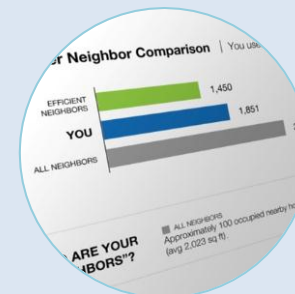 Neighbor Comparison | You use
EFFICIENT
NEIGHBORS
1,450
YOU
1,851
ALL NEIGHBORS
ARE YOUR
ALL NEIGHBORS
Approximately 100 occupied nearby
(avg 2,023 sq ft).